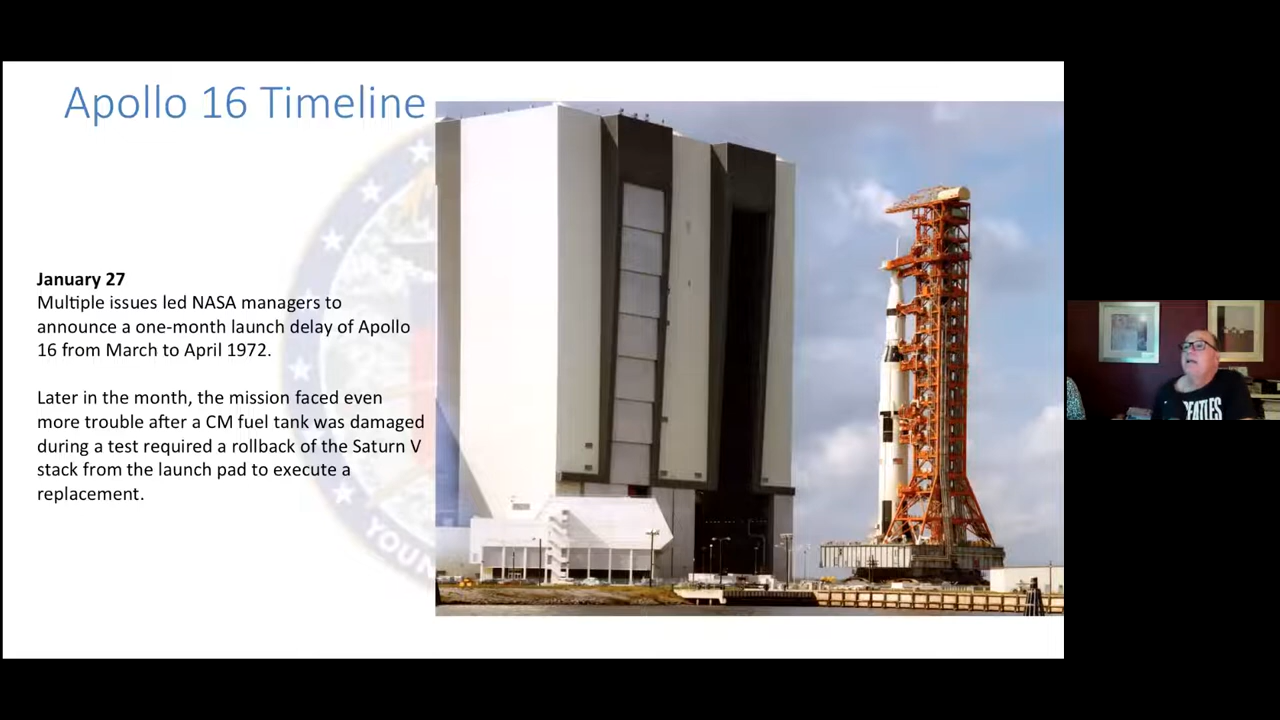 Apollo 16 Timeline
January 27
Multiple issues led NASA managers to
announce a one-month launch delay of Apollo
16 from March to April 1972.
Later in the month, the mission faced even
more trouble after a CM fuel tank was damaged
during a test required a rollback of the Saturn V
stack from the launch pad to execute a
replacement.
YOUN
BEATLES